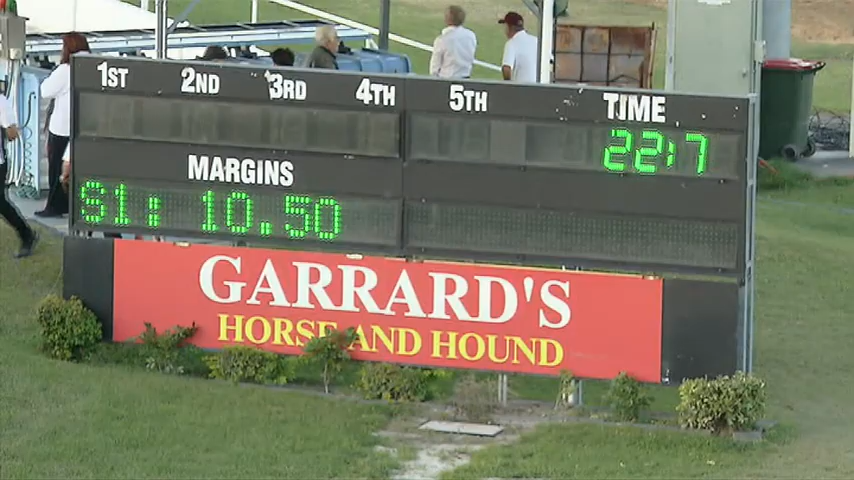 1ST 2ND 3RD 4TH 5TH TIME
22:7
MARGINS
S1: 10.50
GARRARD'S
HORSE AND HOUND